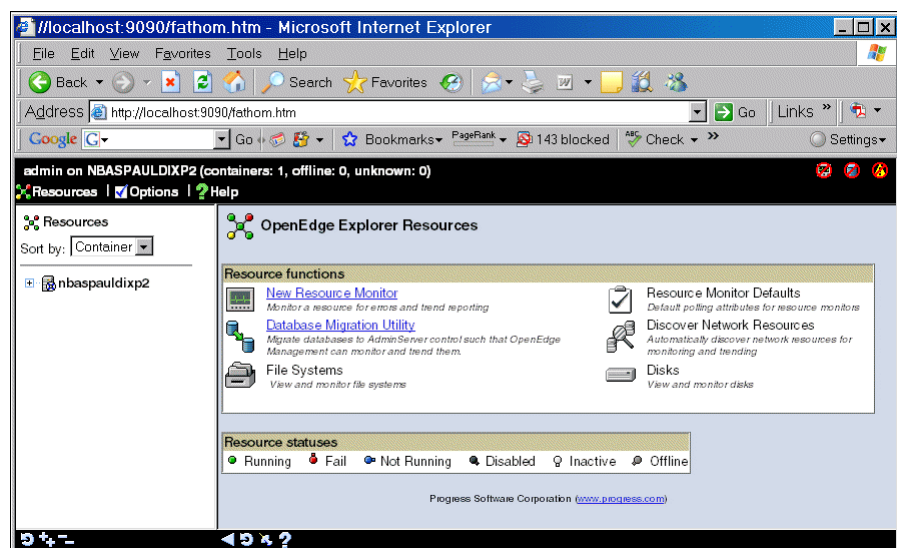 //localhost:9090/fathom.htm - Microsoft Internet Explorer
File Edit View Favorites Tools Help
Back Search Favorites
Address http://localhost:9090/fathom.htm Go Links »
Google G Go Bookmarks PageRank 143 blocked ABC Check » Settings
admin on NBASPAULDIXP2 (containers: 1, offline: 0, unknown: 0)
Resources | Options | ? Help
Resources
Sort by: Container
nbaspauldixp2
OpenEdge Explorer Resources
Resource functions
New Resource Monitor
Monitor a resource for errors and trend reporting
Database Migration Utility
Migrate databases to AdminServer control such that OpenEdge
Management can monitor and trend them.
File Systems
View and monitor file systems
Resource Monitor Defaults
Default polling attributes for resource monitors
Discover Network Resources
Automatically discover network resources for
monitoring and trending
Disks
View and monitor disks
Resource statuses
Running Fail Not Running Disabled Inactive Offline
Progress Software Corporation (www.progress.com)